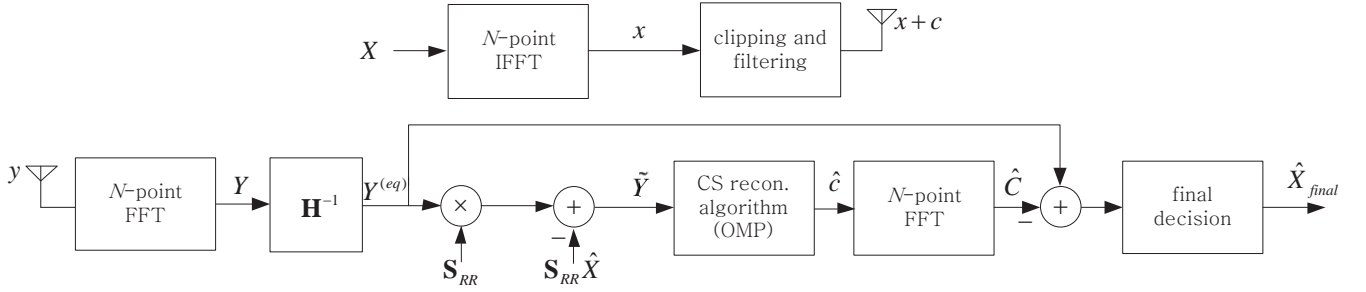 X
N-point
IFFT
x
clipping and
filtering
x + c
y
N-point
FFT
Y
H⁻¹
Y^(eq)
×
S_RR
+
−
S_RR X̂
Ỹ
CS recon.
algorithm
(OMP)
ĉ
N-point
FFT
Ĉ
−
+
final
decision
X̂_final